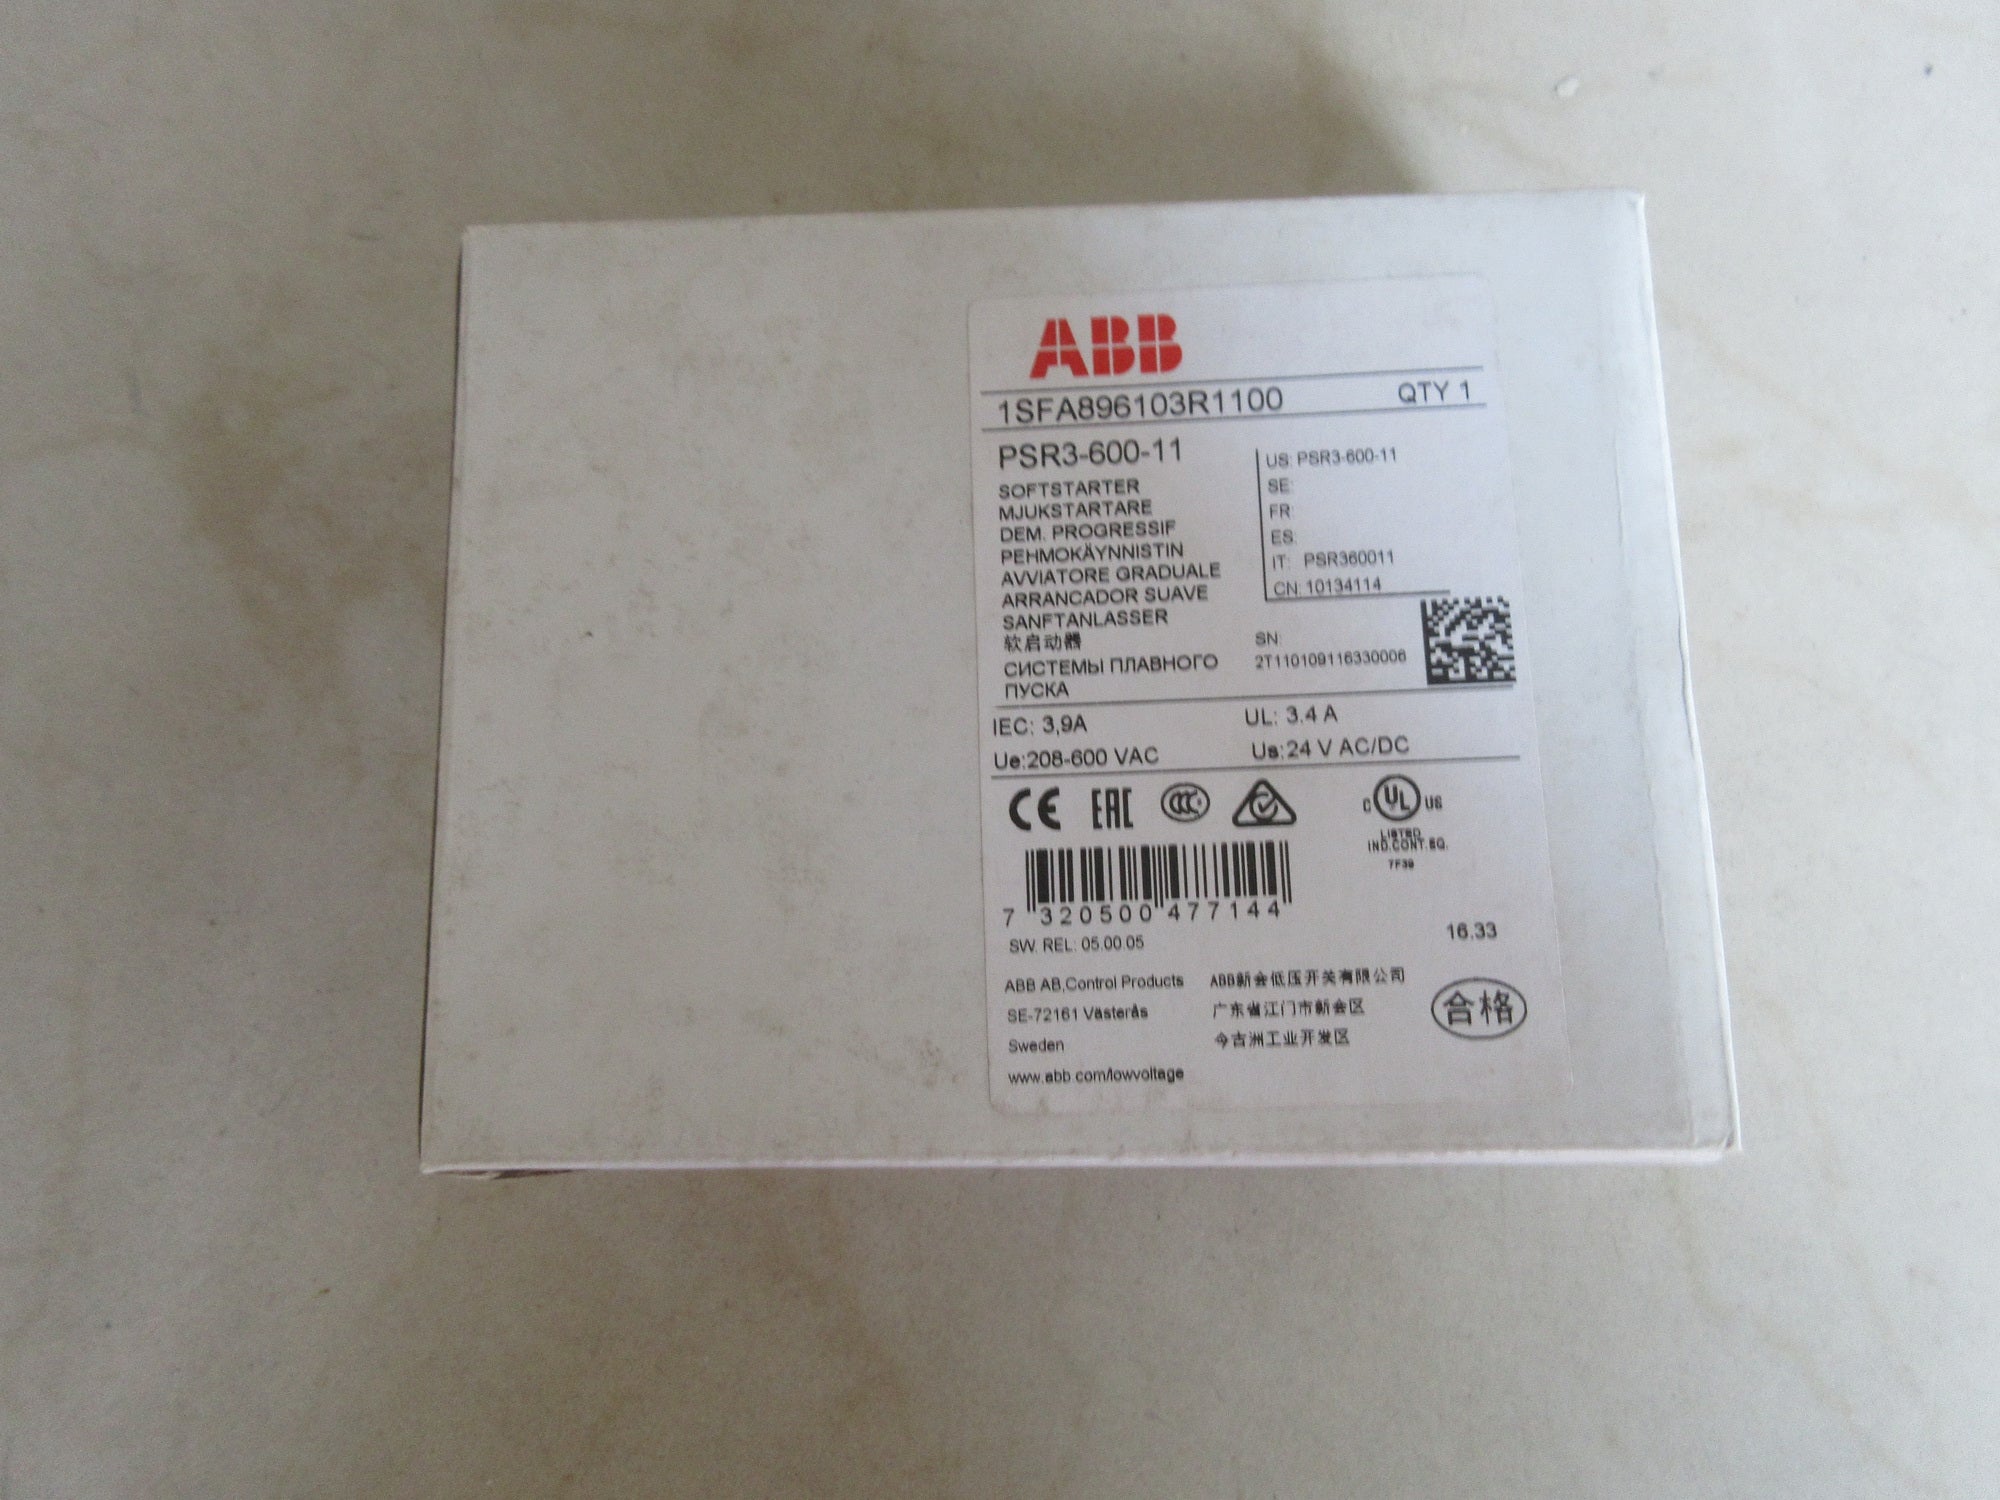 ABB
1SFA896103R1100 QTY 1
PSR3-600-11
SOFTSTARTER
MJUKSTARTARE
DEM. PROGRESSIF
PEHMOKÄYNNISTIN
AVVIATORE GRADUALE
ARRANCADOR SUAVE
SANFTANLASSER
软启动器
СИСТЕМЫ ПЛАВНОГО
ПУСКА
US: PSR3-600-11
SE:
FR:
ES:
IT: PSR360011
CN: 10134114
SN:
2T110109116330006
IEC: 3,9A UL: 3.4 A
Ue:208-600 VAC Us:24 V AC/DC
CE EAC CCC C UL US
LISTED
IND.CONT.EQ.
7F39
7 320500 477144
SW. REL: 05.00.05
16,33
ABB AB,Control Products
SE-72161 Västerås
Sweden
www.abb.com/lowvoltage
ABB新会低压开关有限公司
广东省江门市新会区
今古洲工业开发区
合格